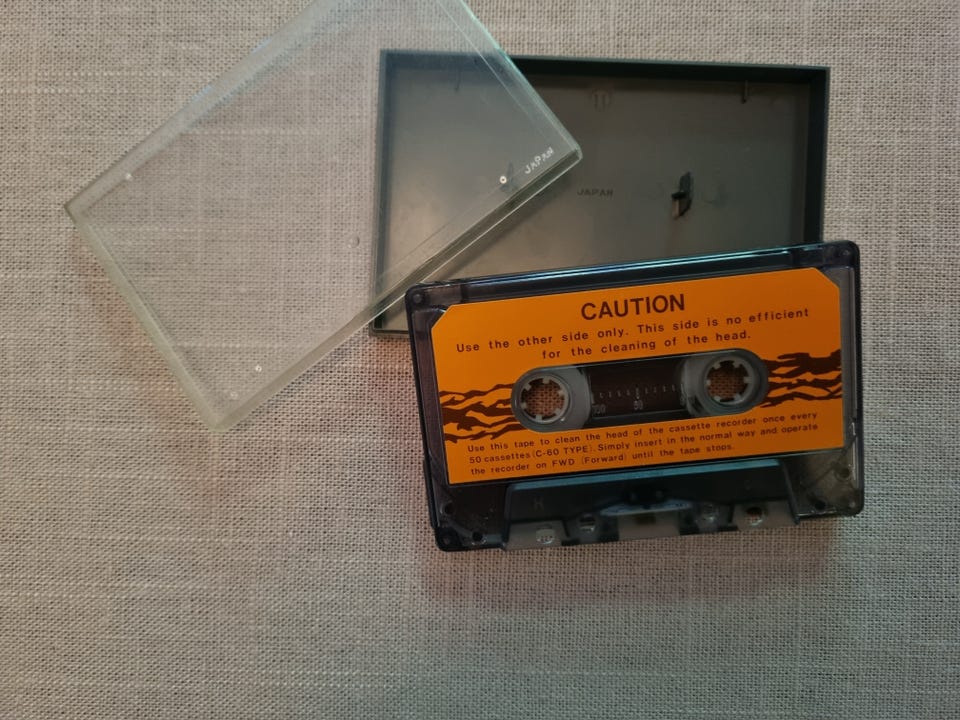 JAPAN
JAPAN
CAUTION
Use the other side only. This side is no efficient
for the cleaning of the head.
100 50
Use this tape to clean the head of the cassette recorder once every
50 cassettes (C-60 TYPE). Simply insert in the normal way and operate
the recorder on FWD (Forward) until the tape stops.